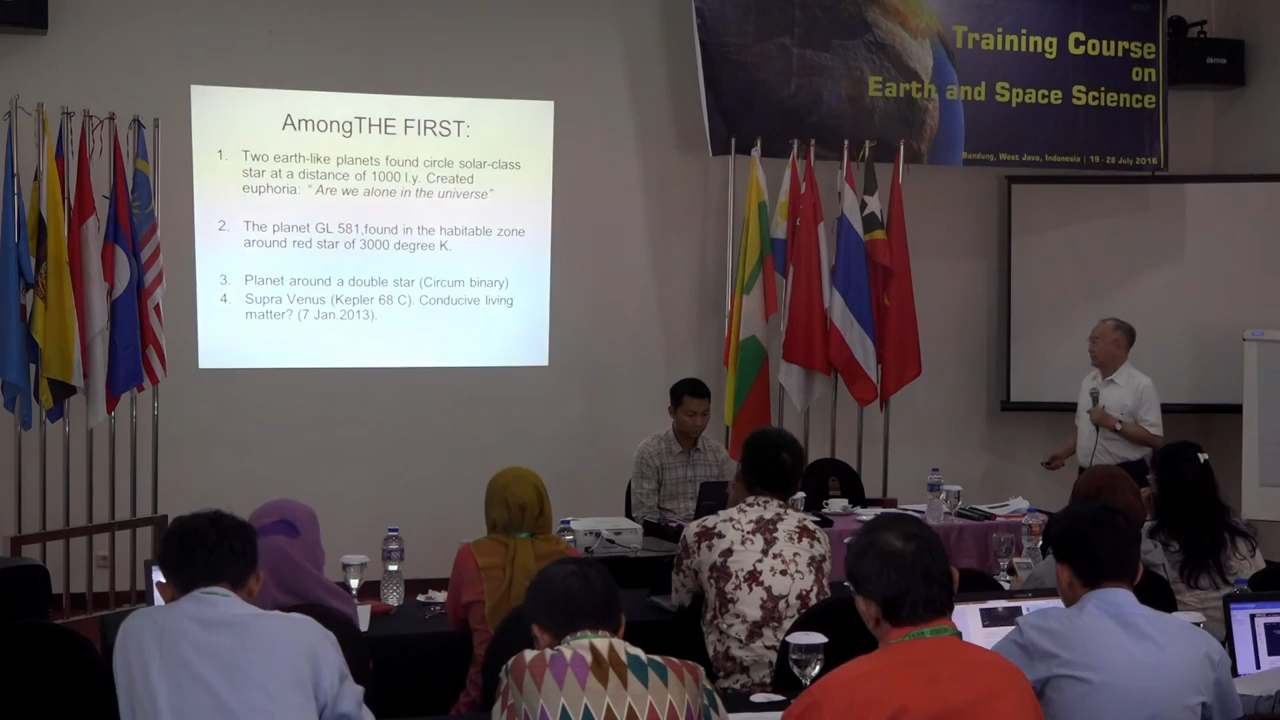 AmongTHE FIRST:
1. Two earth-like planets found circle solar-class
star at a distance of 1000 l.y. Created
euphoria: “ Are we alone in the universe”
2. The planet GL 581,found in the habitable zone
around red star of 3000 degree K.
3. Planet around a double star (Circum binary)
4. Supra Venus (Kepler 68 C). Conducive living
matter? (7 Jan.2013).
Training Course
on
Earth and Space Science
Bandung, West Java, Indonesia | 19 - 28 July 2016